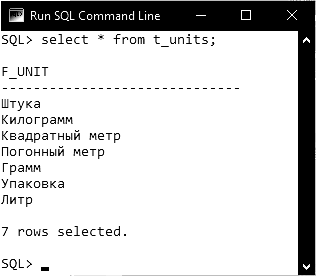 Run SQL Command Line
SQL> select * from t_units;
F_UNIT
------------------------------
Штука
Килограмм
Квадратный метр
Погонный метр
Грамм
Упаковка
Литр
7 rows selected.
SQL>